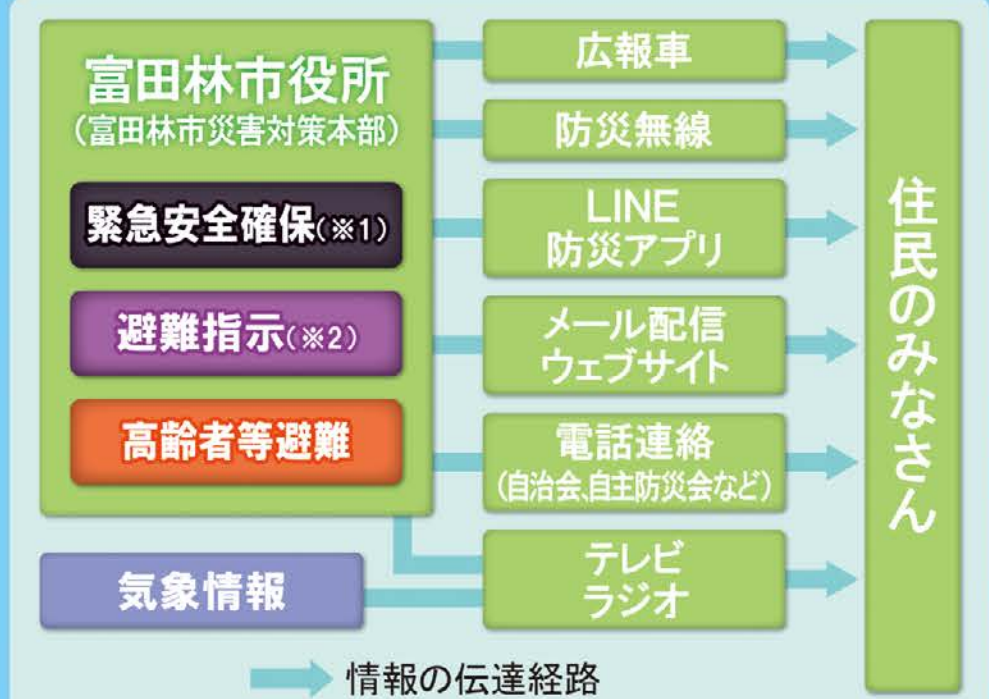 富田林市役所
(富田林市災害対策本部)
緊急安全確保(※1)
避難指示(※2)
高齢者等避難
気象情報
広報車
防災無線
LINE
防災アプリ
メール配信
ウェブサイト
電話連絡
(自治会、自主防災会など)
テレビ
ラジオ
住民のみなさん
情報の伝達経路